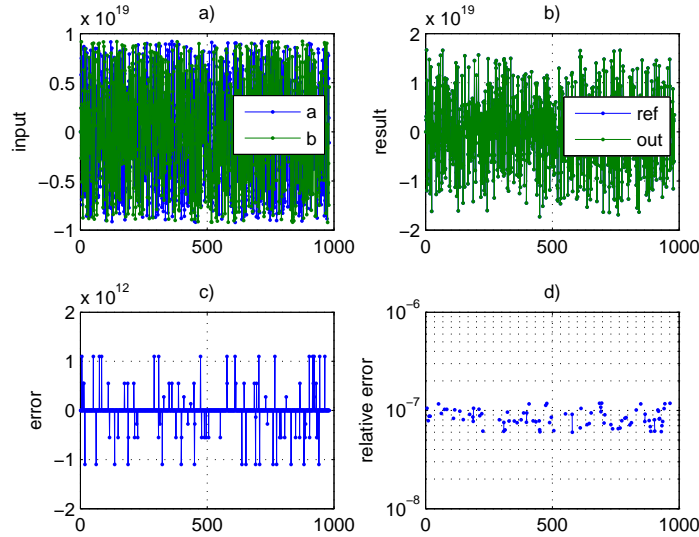 a)
x 10^19
1
0.5
0
−0.5
−1
input
a
b
0 500 1000
b)
x 10^19
2
1
0
−1
−2
result
ref
out
0 500 1000
c)
x 10^12
2
1
0
−1
−2
error
0 500 1000
d)
10^−6
10^−7
10^−8
relative error
0 500 1000